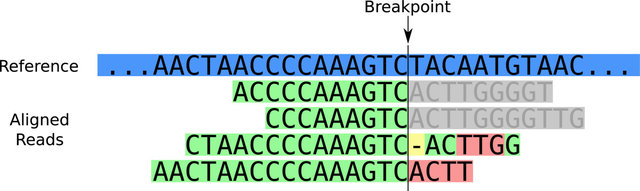 Breakpoint
Reference ...AACTAACCCCAAAGTCTACAATGTAAC...
ACCCCAAAGTCACTTGGGGT
CCCAAAGTCACTTGGGGTTG
Aligned
Reads
CTAACCCCAAAGTC-ACTTGG
AACTAACCCCAAAGTCACTT